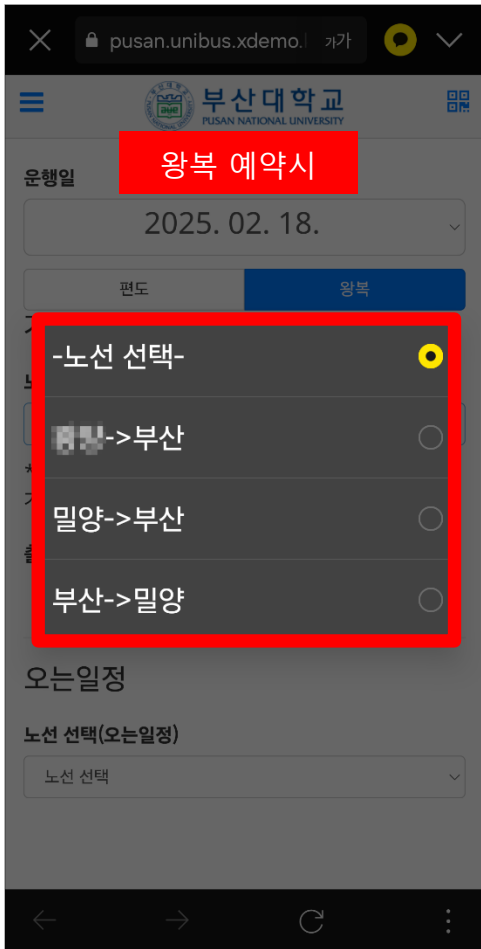 pusan.unibus.xdemo. 가가
부산대학교
PUSAN NATIONAL UNIVERSITY
왕복 예약시
운행일
2025. 02. 18.
편도 왕복
-노선 선택-
->부산
밀양->부산
부산->밀양
오는일정
노선 선택(오는일정)
노선 선택